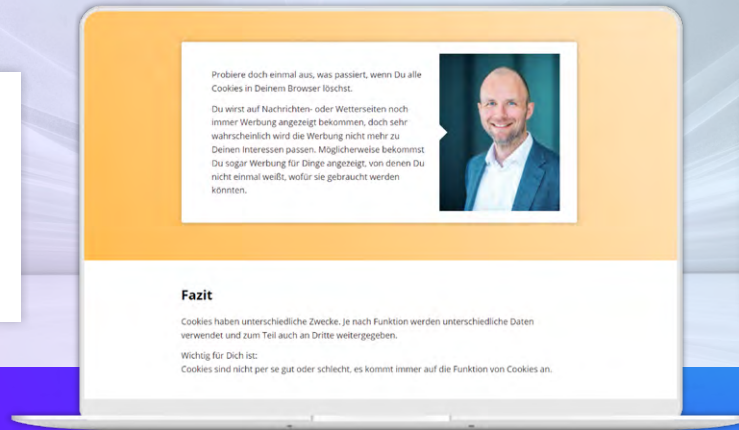 Probiere doch einmal aus, was passiert, wenn Du alle
Cookies in Deinem Browser löschst.
Du wirst auf Nachrichten- oder Wetterseiten noch
immer Werbung angezeigt bekommen, doch sehr
wahrscheinlich wird die Werbung nicht mehr zu
Deinen Interessen passen. Möglicherweise bekommst
Du sogar Werbung für Dinge angezeigt, von denen Du
nicht einmal weißt, wofür sie gebraucht werden
könnten.
Fazit
Cookies haben unterschiedliche Zwecke. Je nach Funktion werden unterschiedliche Daten
verwendet und zum Teil auch an Dritte weitergegeben.
Wichtig für Dich ist:
Cookies sind nicht per se gut oder schlecht, es kommt immer auf die Funktion von Cookies an.